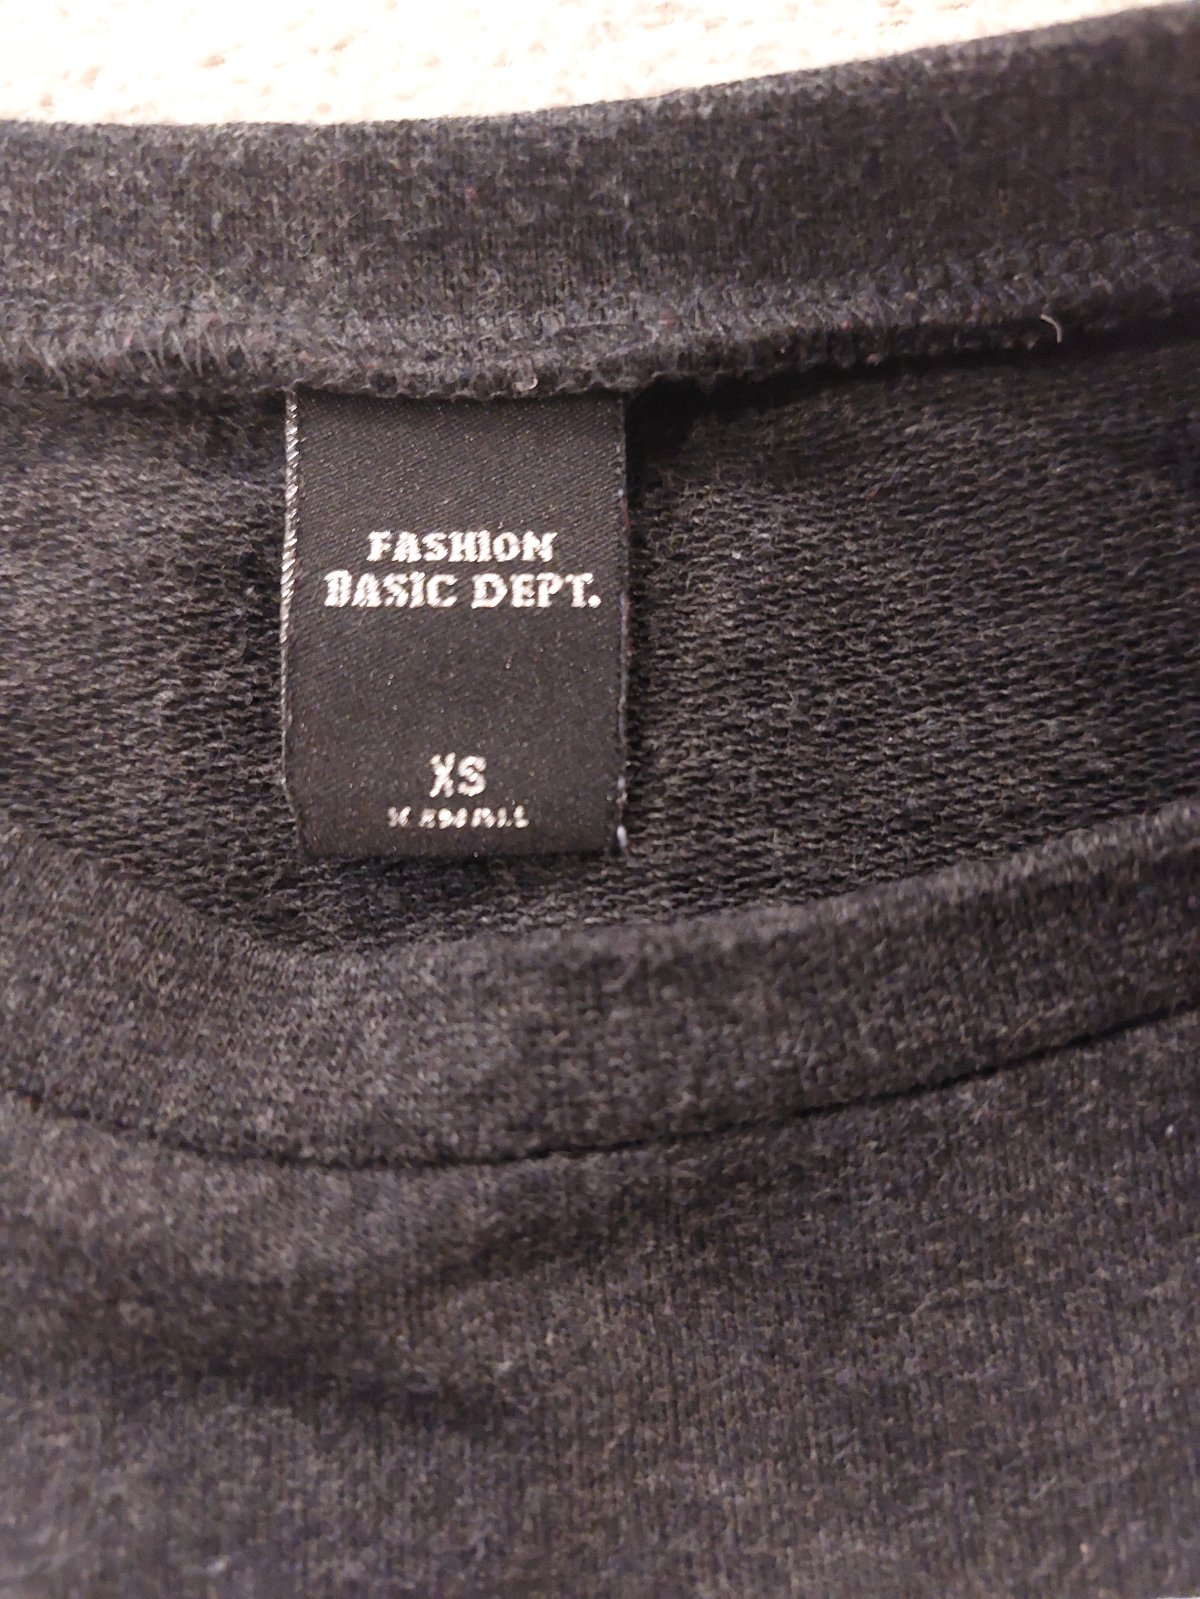 FASHION
BASIC DEPT.
XS